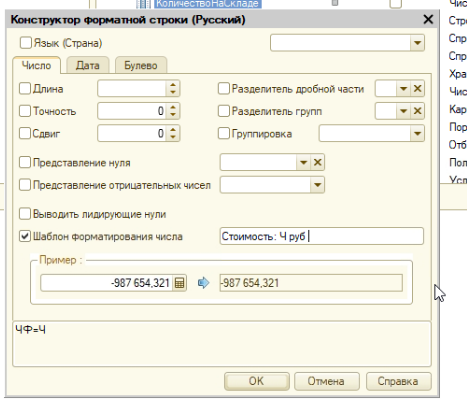 КоличествоНаСкладе
Чис
Конструктор форматной строки (Русский)
Стро
Язык (Страна)
Спр
Число Дата Булево
Спр
Хра
Длина
Разделитель дробной части
Чис
Точность 0
Разделитель групп
Кар
Сдвиг 0
Группировка
Пор
Отб
Представление нуля
Пол
Представление отрицательных чисел
Усл
Выводить лидирующие нули
Шаблон форматирования числа
Стоимость: Ч руб
Пример :
-987 654,321
-987 654,321
ЧФ=Ч
OK Отмена Справка